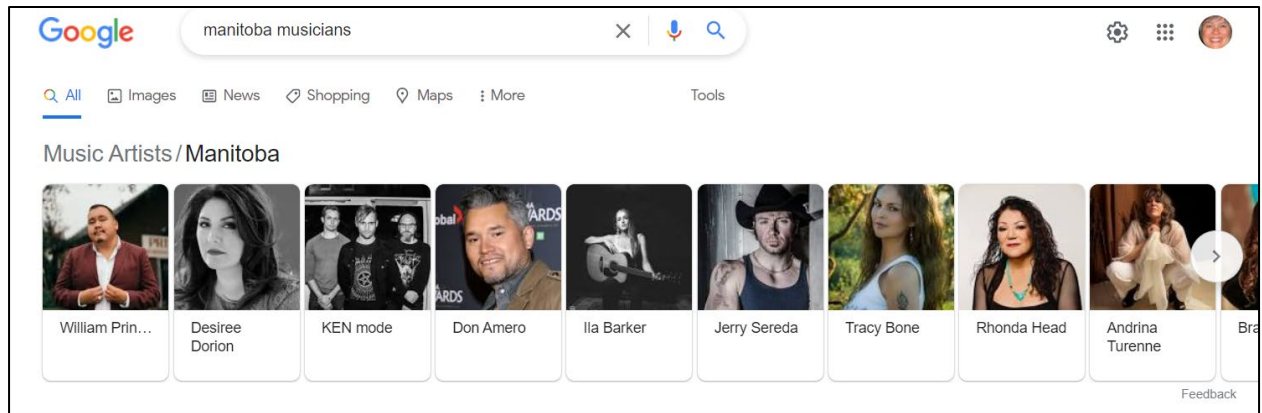 Google
manitoba musicians
All Images News Shopping Maps More Tools
Music Artists/Manitoba
William Prin... Desiree Dorion KEN mode Don Amero Ila Barker Jerry Sereda Tracy Bone Rhonda Head Andrina Turenne Bra
Feedback